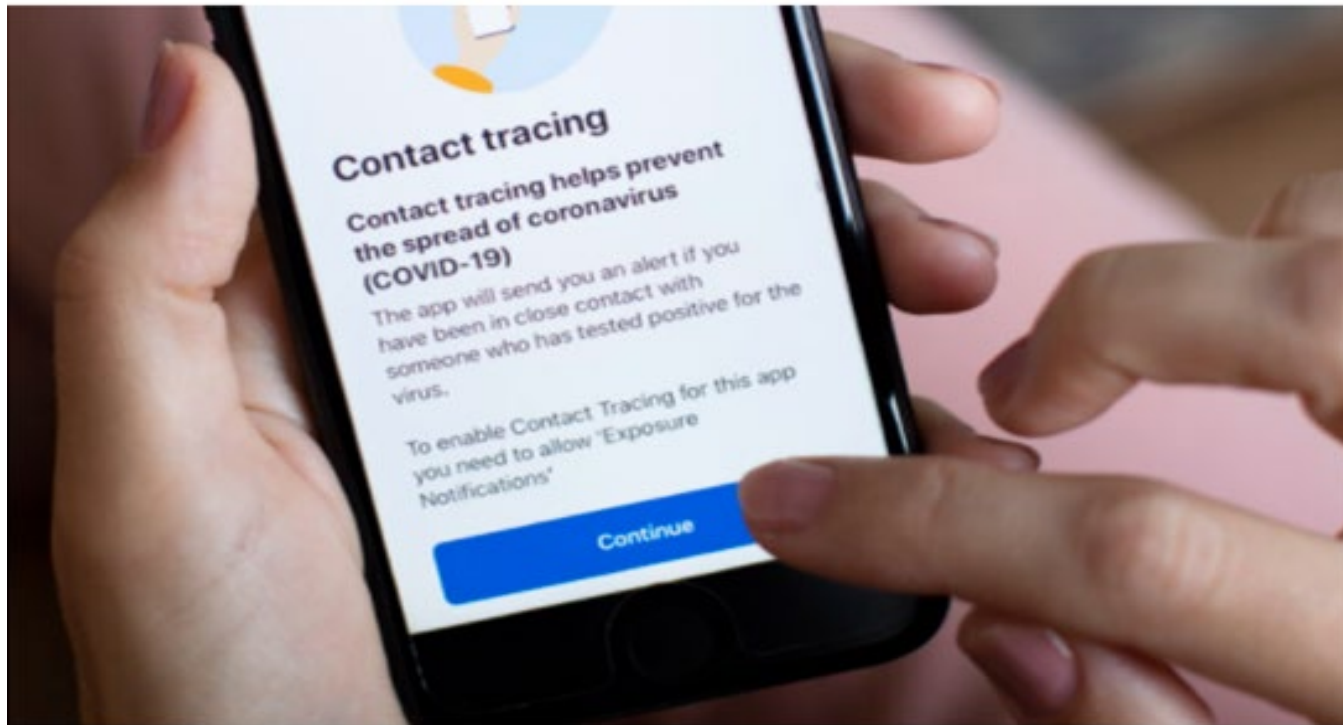 Contact tracing
Contact tracing helps prevent
the spread of coronavirus
(COVID-19)
The app will send you an alert if you
have been in close contact with
someone who has tested positive for the
virus.
To enable Contact Tracing for this app
you need to allow "Exposure
Notifications"
Continue